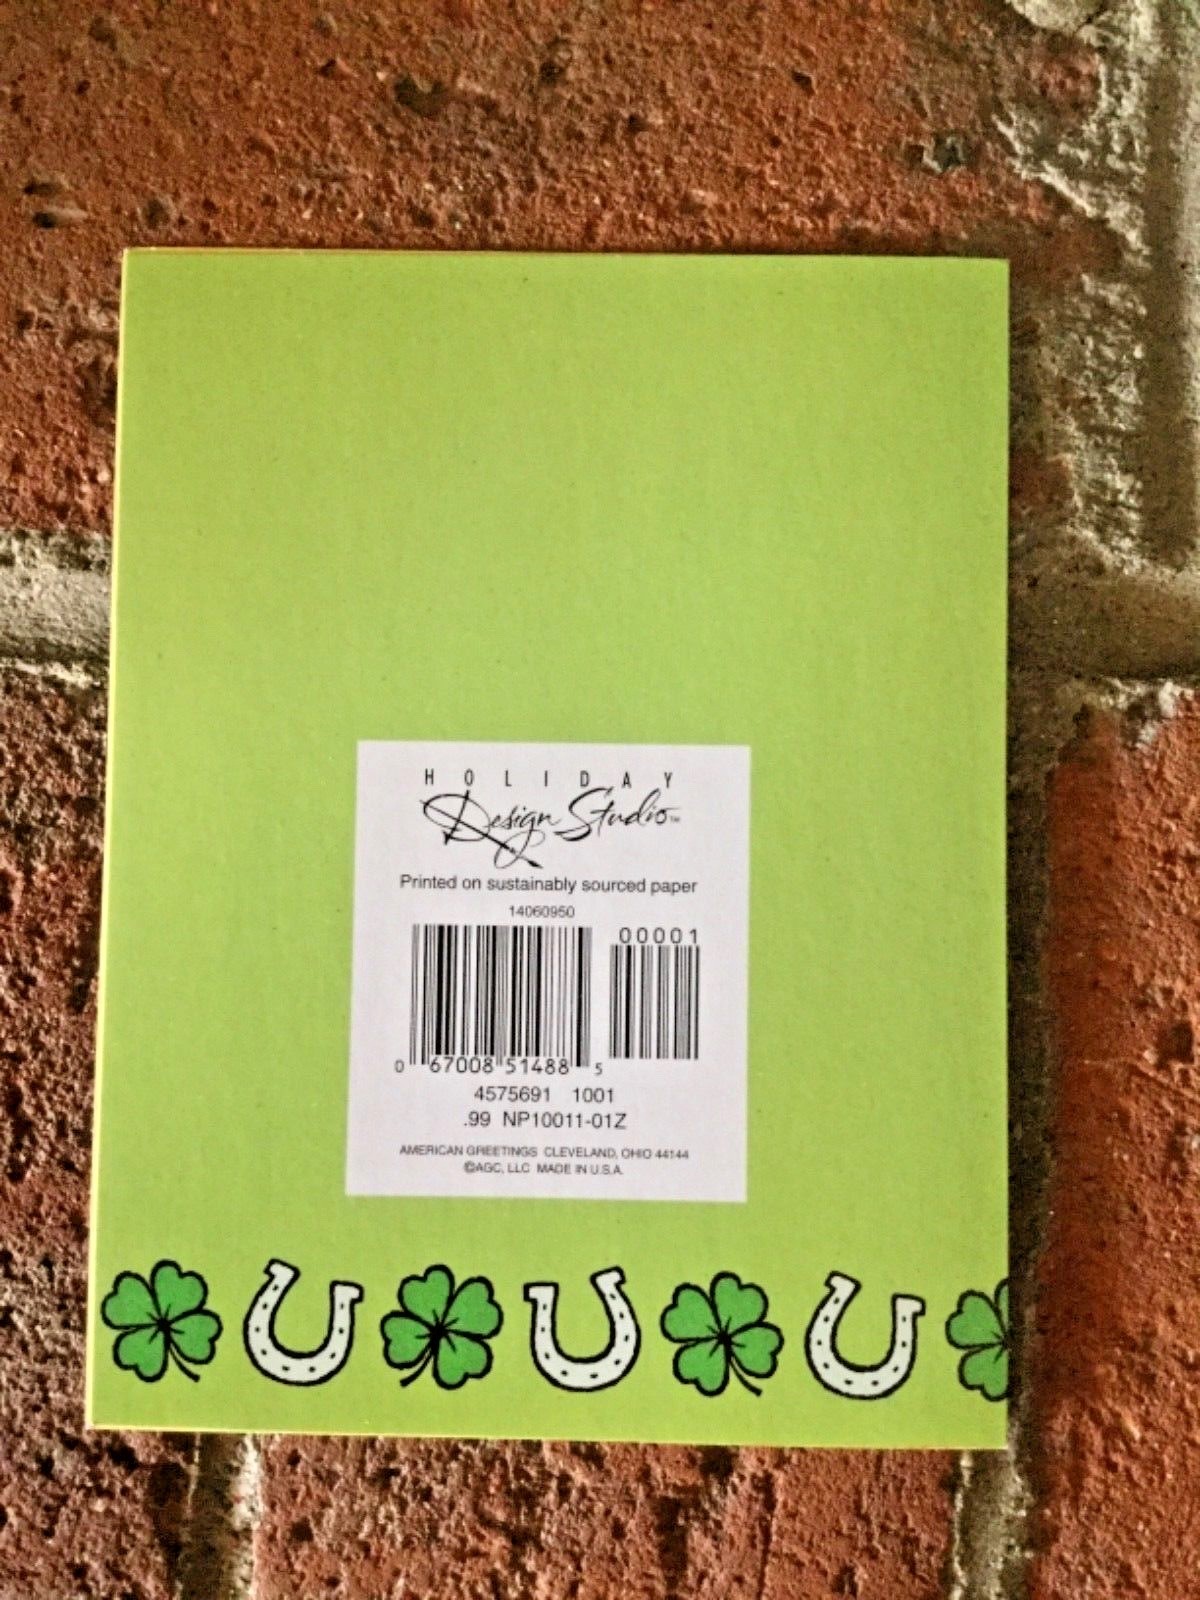 HOLIDAY
Design Studio™
Printed on sustainably sourced paper
14060950
00001
0 67008 51488 5
4575691 1001
.99 NP10011-01Z
AMERICAN GREETINGS CLEVELAND, OHIO 44144
©AGC, LLC MADE IN U.S.A.